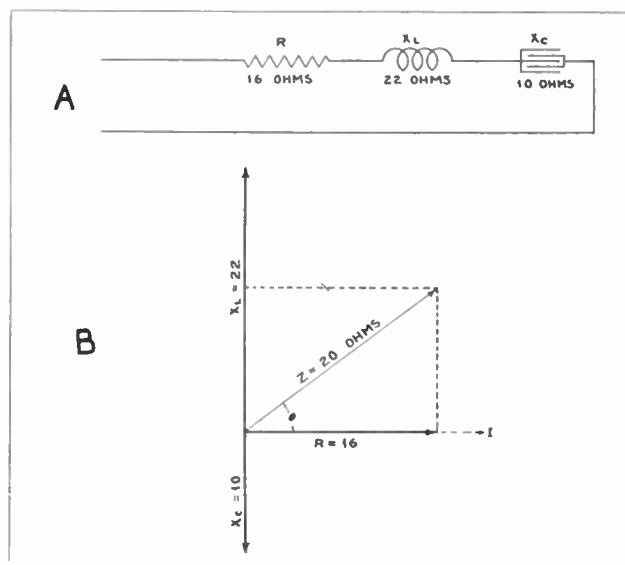 A
R
16 OHMS
XL
22 OHMS
XC
10 OHMS
B
XL = 22
Z = 20 OHMS
θ
R = 16
I
XC = 10